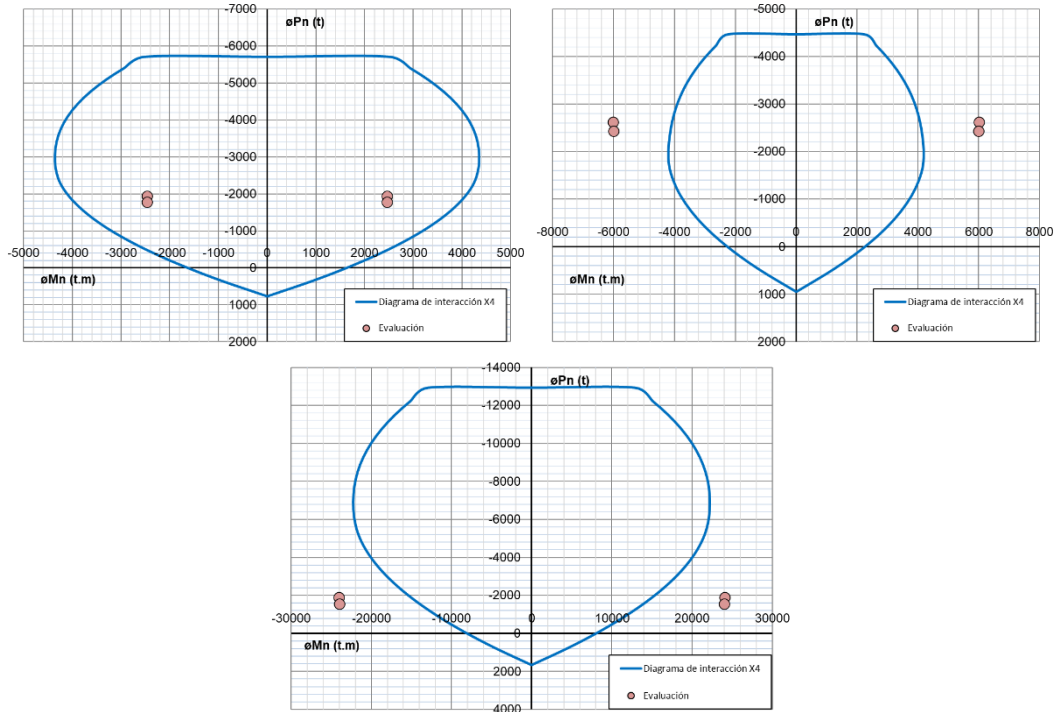 -7000
øPn (t)
-6000
-5000
-4000
-3000
-2000
-1000
-5000 -4000 -3000 -2000 -1000 0 1000 2000 3000 4000 5000
0
øMn (t.m)
1000
2000
Diagrama de interacción X4
Evaluación
-5000
øPn (t)
-4000
-3000
-2000
-1000
-8000 -6000 -4000 -2000 0 2000 4000 6000 8000
0
øMn (t.m)
1000
2000
Diagrama de interacción X4
Evaluación
-14000
øPn (t)
-12000
-10000
-8000
-6000
-4000
-2000
-30000 -20000 -10000 0 10000 20000 30000
0
øMn (t.m)
2000
4000
Diagrama de interacción X4
Evaluación